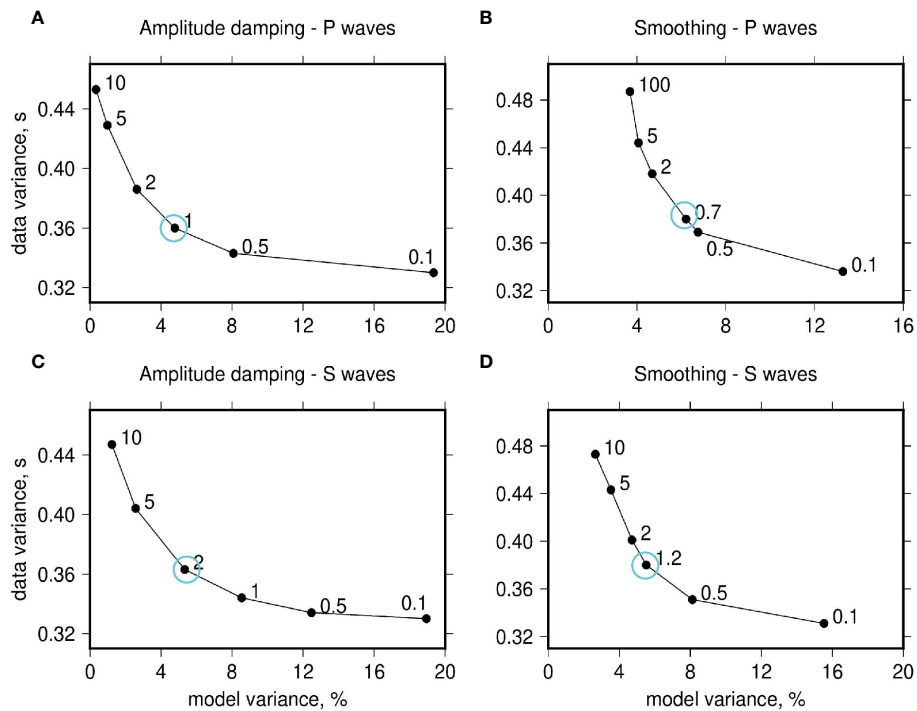 A
Amplitude damping - P waves
data variance, s
0.44
0.40
0.36
0.32
10
5
2
1
0.5
0.1
0 4 8 12 16 20
B
Smoothing - P waves
0.48
0.44
0.40
0.36
0.32
100
5
2
0.7
0.5
0.1
0 4 8 12 16
C
Amplitude damping - S waves
data variance, s
0.44
0.40
0.36
0.32
10
5
2
1
0.5
0.1
0 4 8 12 16 20
model variance, %
D
Smoothing - S waves
0.48
0.44
0.40
0.36
0.32
10
5
2
1.2
0.5
0.1
0 4 8 12 16 20
model variance, %